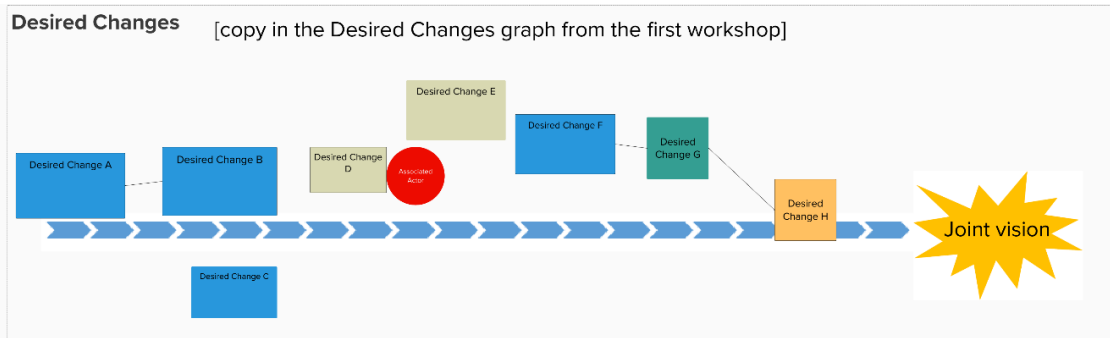 Desired Changes
[copy in the Desired Changes graph from the first workshop]
Desired Change A
Desired Change B
Desired Change C
Desired Change
D
Associated
Actor
Desired Change E
Desired Change F
Desired
Change G
Desired
Change H
Joint vision